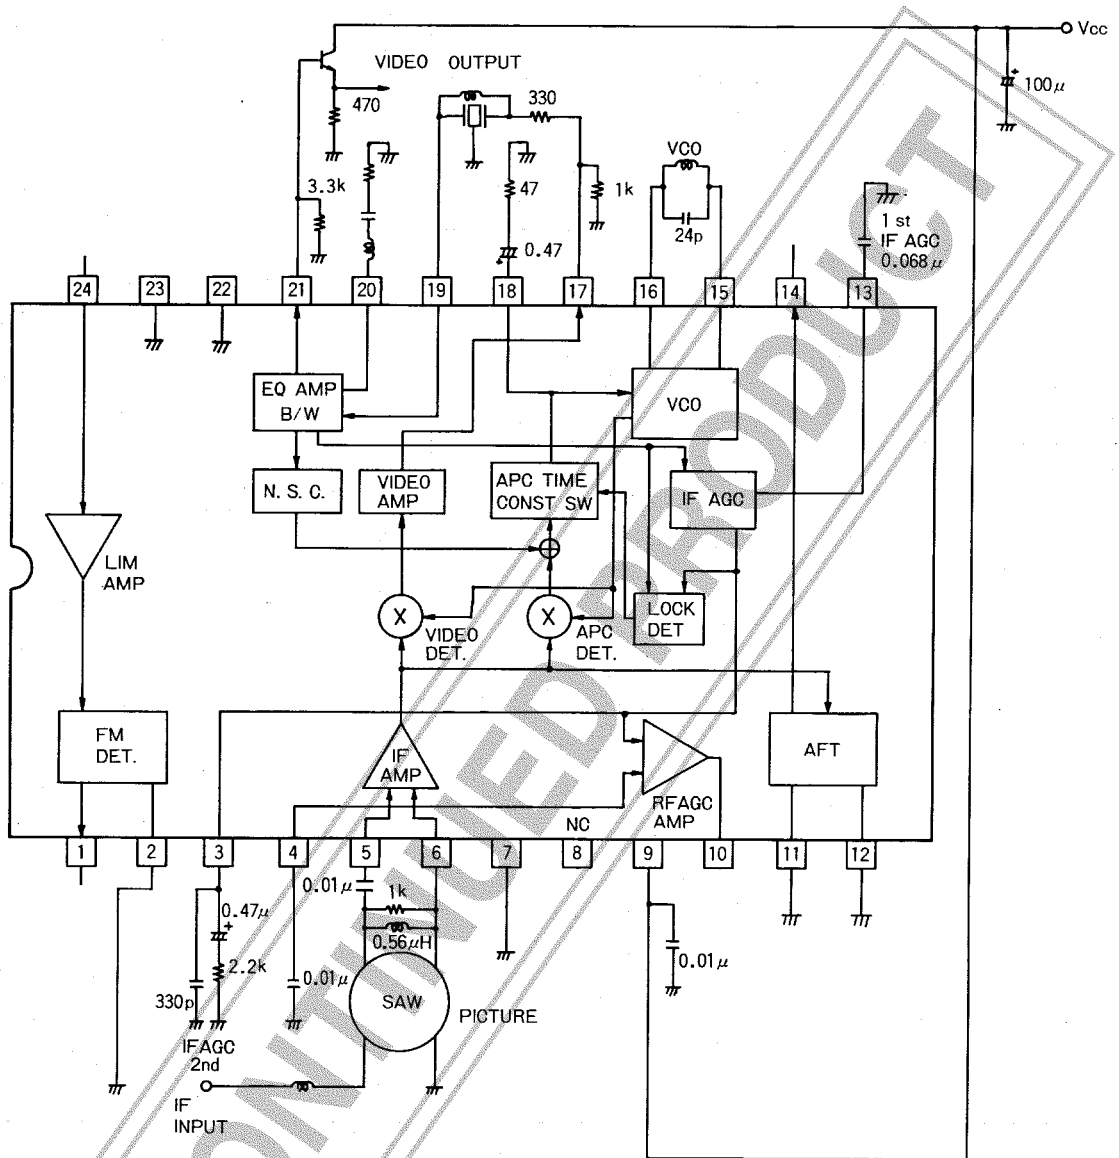 Vcc
VIDEO OUTPUT
100μ
470
330
VCO
3.3k
47
1k
24p
1 st
IF AGC
0.068μ
0.47
24
23
22
21
20
19
18
17
16
15
14
13
EQ AMP
B/W
VCO
N. S. C.
VIDEO
AMP
APC TIME
CONST SW
IF AGC
LIM
AMP
X
VIDEO
DET.
X
APC
DET.
LOCK
DET
FM
DET.
IF
AMP
AFT
RFAGC
AMP
NC
1
2
3
4
5
6
7
8
9
10
11
12
0.01μ
1k
0.47μ
0.56μH
2.2k
0.01μ
0.01μ
330p
SAW
PICTURE
IFAGC
2nd
IF
INPUT
ONTINUED PRODUCT